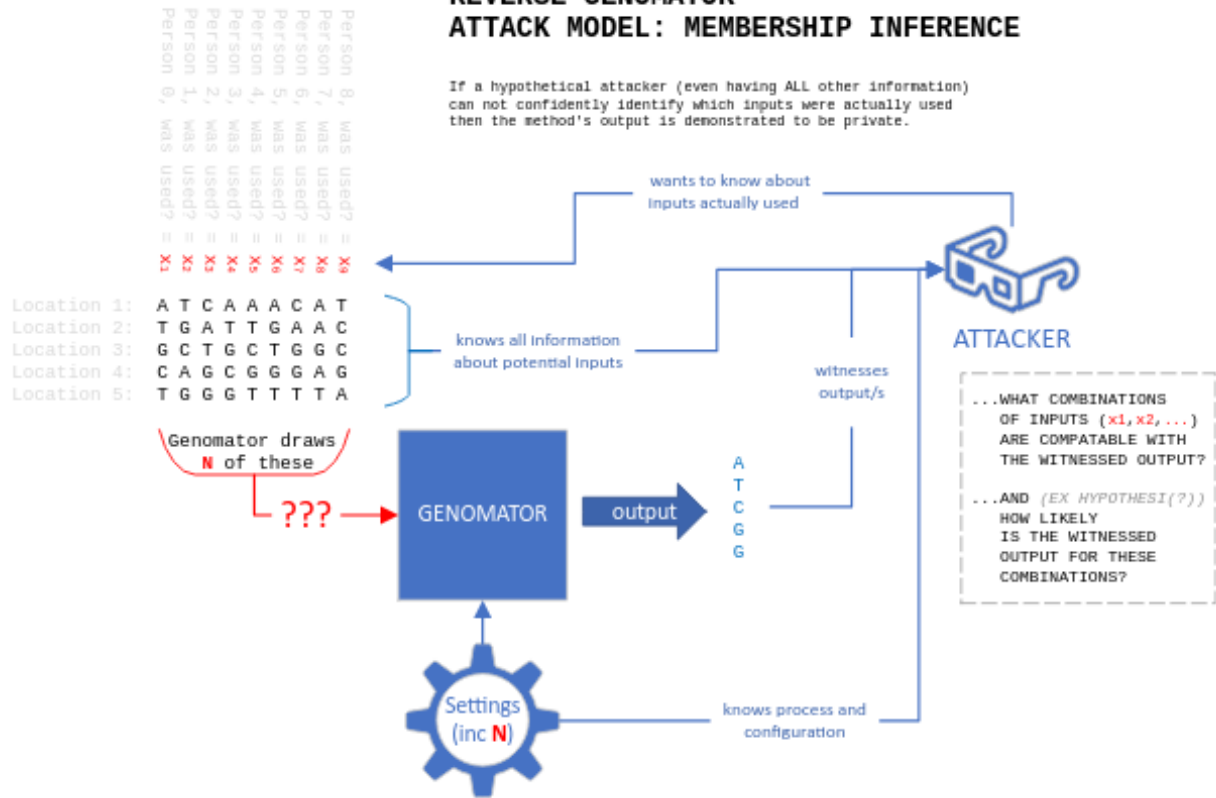 REVERSE GENOMATOR
ATTACK MODEL: MEMBERSHIP INFERENCE
If a hypothetical attacker (even having ALL other information)
can not confidently identify which inputs were actually used
then the method's output is demonstrated to be private.
Person 0, was used? = X₁
Person 1, was used? = X₂
Person 2, was used? = X₃
Person 3, was used? = X₄
Person 4, was used? = X₅
Person 5, was used? = X₆
Person 6, was used? = X₇
Person 7, was used? = X₈
Person 8, was used? = X₉
wants to know about
inputs actually used
Location 1: A T C A A A C A T
Location 2: T G A T T G A A C
Location 3: G C T G C T G G C
Location 4: C A G C G G G A G
Location 5: T G G G T T T T A
knows all information
about potential inputs
ATTACKER
witnesses
output/s
...WHAT COMBINATIONS
OF INPUTS (x1,x2,...)
ARE COMPATABLE WITH
THE WITNESSED OUTPUT?
...AND (EX HYPOTHESI(?))
HOW LIKELY
IS THE WITNESSED
OUTPUT FOR THESE
COMBINATIONS?
Genomator draws
N of these
???
GENOMATOR
output
A
T
C
G
G
Settings
(inc N)
knows process and
configuration